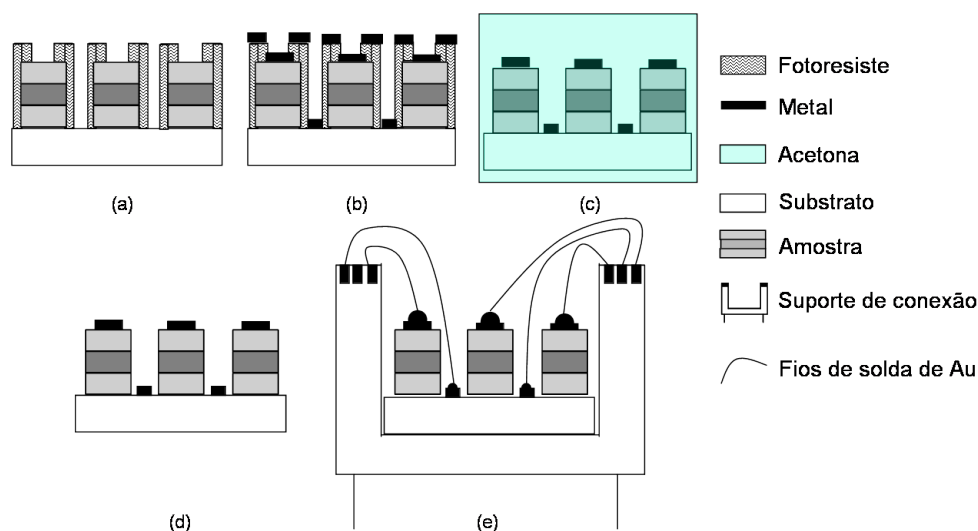 (a)
(b)
(c)
(d)
(e)
Fotoresiste
Metal
Acetona
Substrato
Amostra
Suporte de conexão
Fios de solda de Au